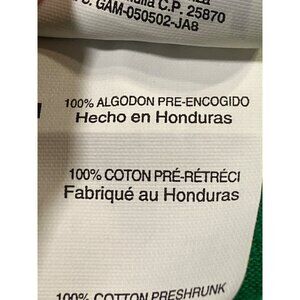 C.P. 25870
GAM-050502-JA8
100% ALGODON PRE-ENCOGIDO
Hecho en Honduras
100% COTON PRÉ-RÉTRÉCI
Fabriqué au Honduras
100% COTTON PRESHRUNK